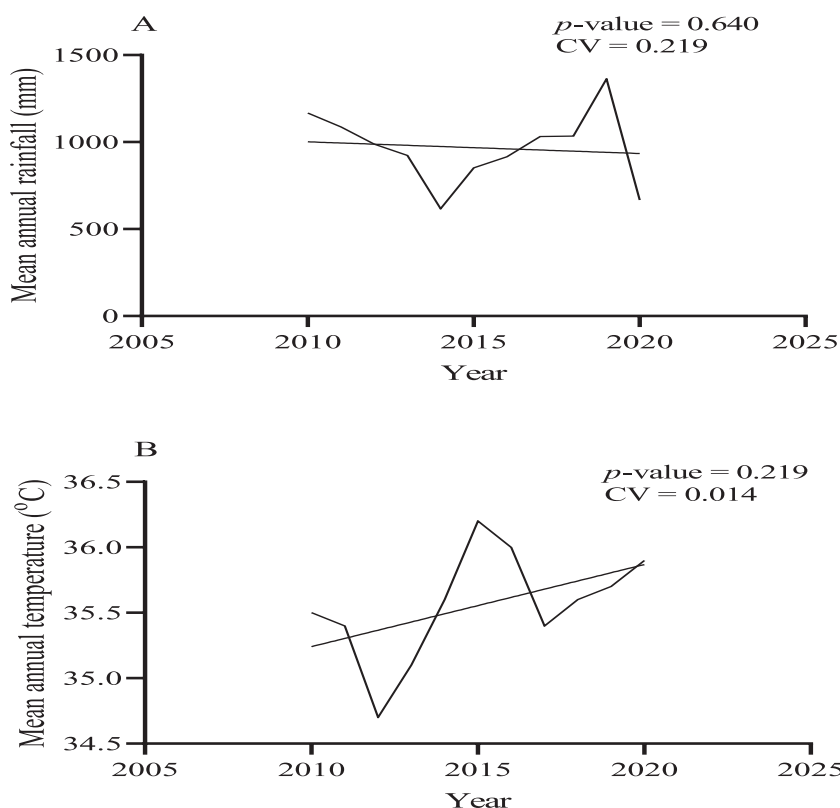 A
p-value = 0.640
CV = 0.219
Mean annual rainfall (mm)
1500
1000
500
0
2005 2010 2015 2020 2025
Year
B
p-value = 0.219
CV = 0.014
Mean annual temperature (⁰C)
36.5
36.0
35.5
35.0
34.5
2005 2010 2015 2020 2025
Year